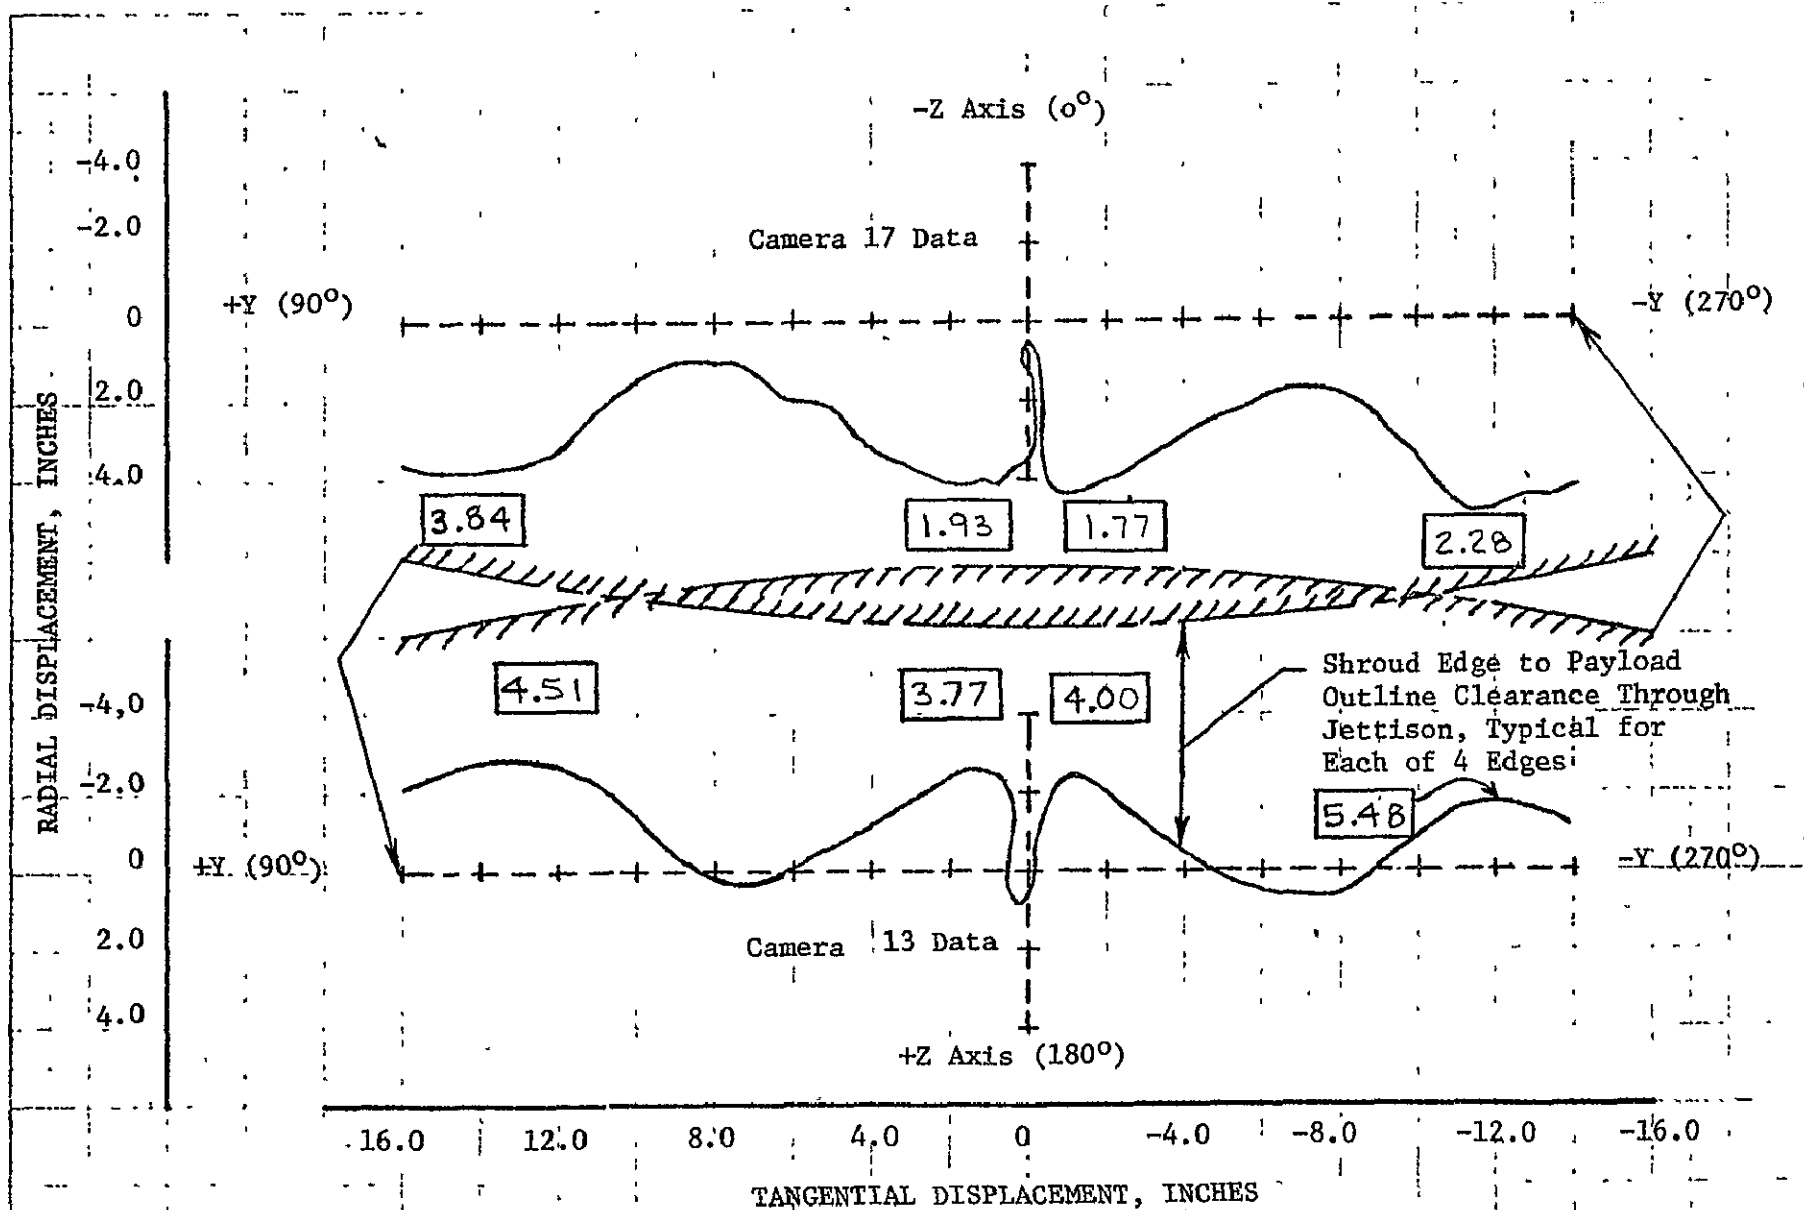 -Z Axis (0°)
-4.0
-2.0
Camera 17 Data
+Y (90°)
-Y (270°)
0
2.0
4.0
3.84
1.93
1.77
2.28
RADIAL DISPLACEMENT, INCHES
4.51
3.77
4.00
Shroud Edge to Payload
Outline Clearance Through
Jettison, Typical for
Each of 4 Edges
-4,0
-2.0
5.48
0
+Y (90°)
-Y (270°)
2.0
Camera 13 Data
4.0
+Z Axis (180°)
16.0 12.0 8.0 4.0 0 -4.0 -8.0 -12.0 -16.0
TANGENTIAL DISPLACEMENT, INCHES